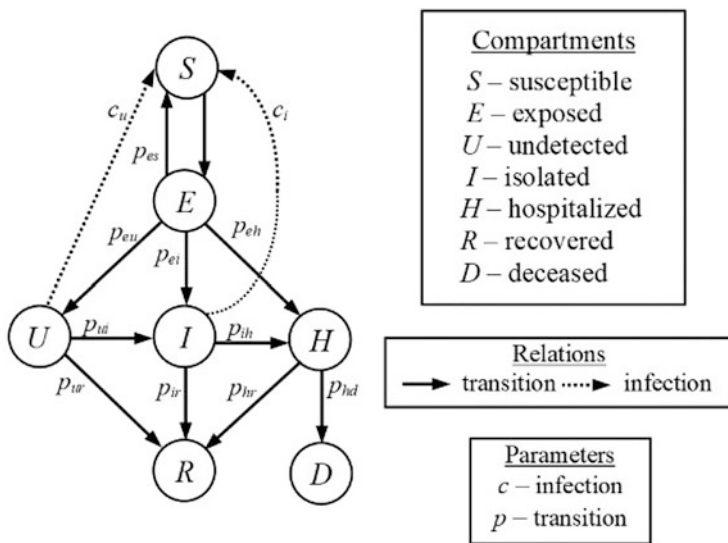 S
c_u
c_i
p_es
E
p_eu
p_ei
p_eh
U
p_ui
I
p_ih
H
p_ur
p_ir
p_hr
p_hd
R
D
Compartments
S – susceptible
E – exposed
U – undetected
I – isolated
H – hospitalized
R – recovered
D – deceased
Relations
transition infection
Parameters
c – infection
p – transition